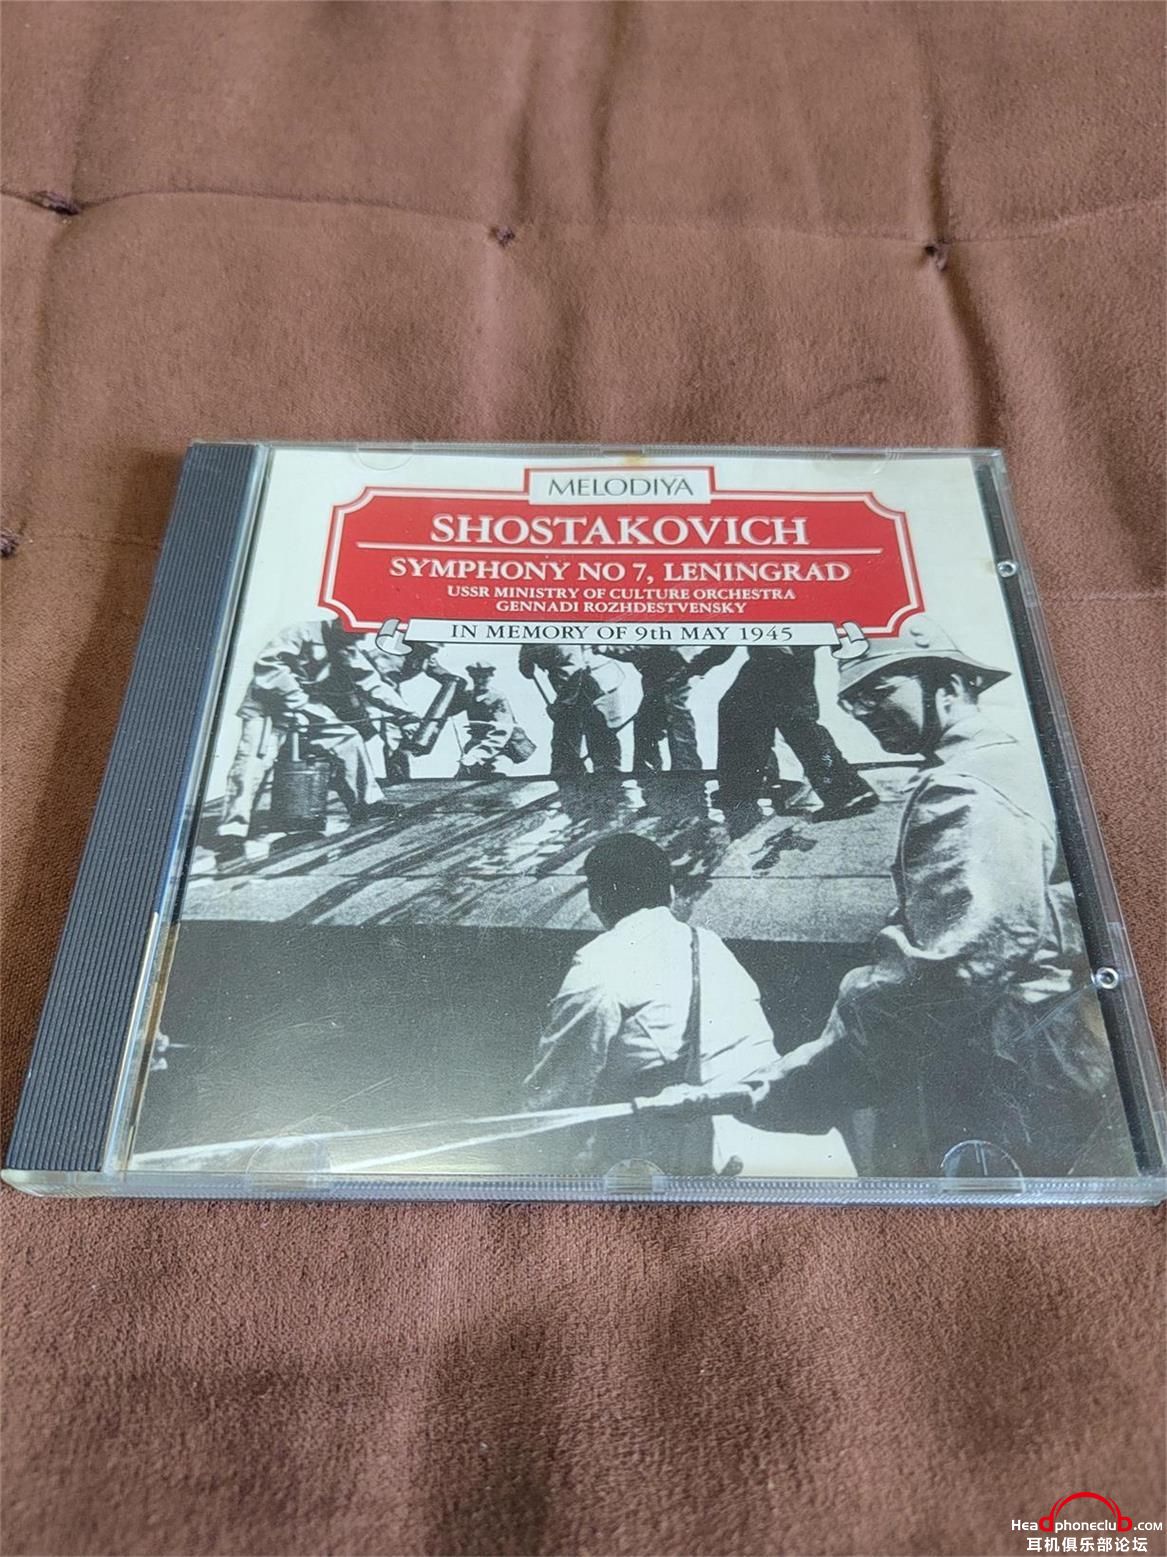 MELODIYA
SHOSTAKOVICH
SYMPHONY NO 7, LENINGRAD
USSR MINISTRY OF CULTURE ORCHESTRA
GENNADI ROZHDESTVENSKY
IN MEMORY OF 9th MAY 1945
Headphoneclub.com
耳机俱乐部论坛